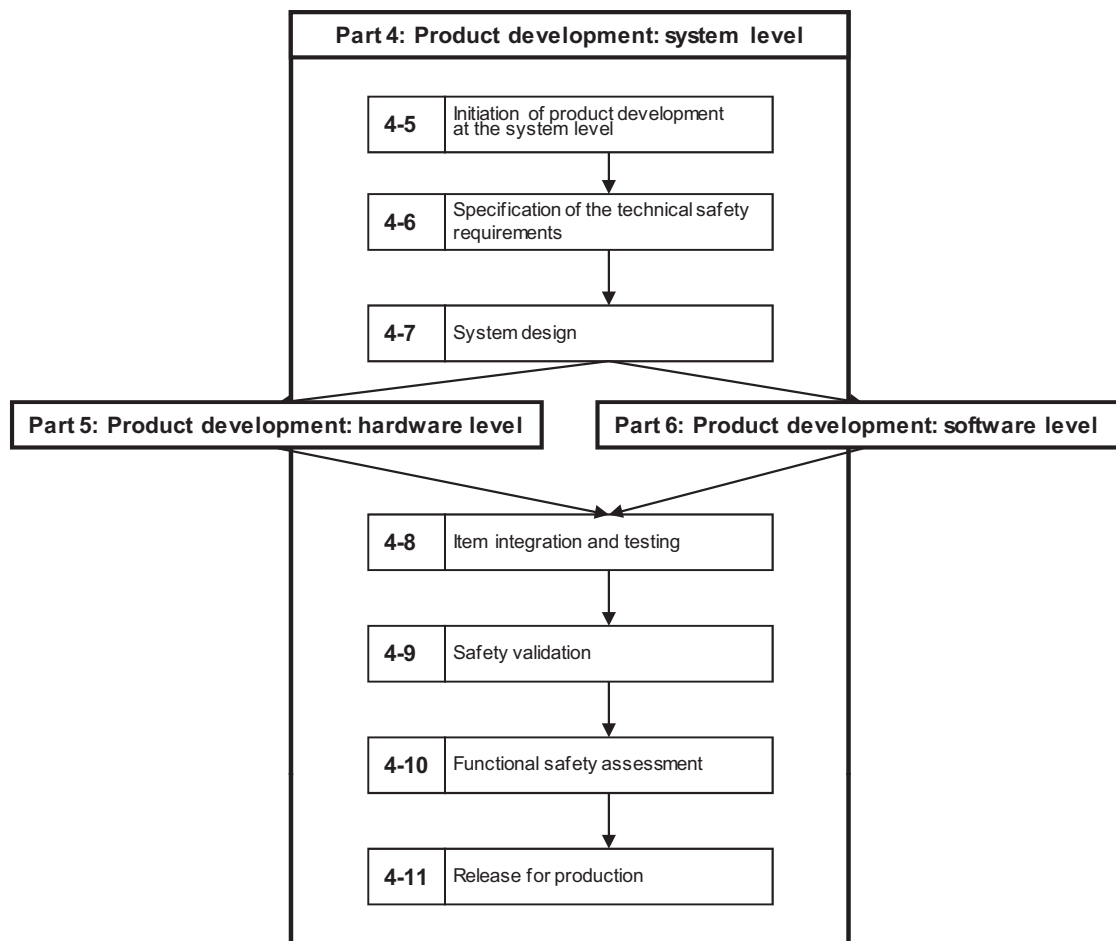 Part 4: Product development: system level
4-5
Initiation of product development
at the system level
4-6
Specification of the technical safety
requirements
4-7
System design
Part 5: Product development: hardware level
Part 6: Product development: software level
4-8
Item integration and testing
4-9
Safety validation
4-10
Functional safety assessment
4-11
Release for production